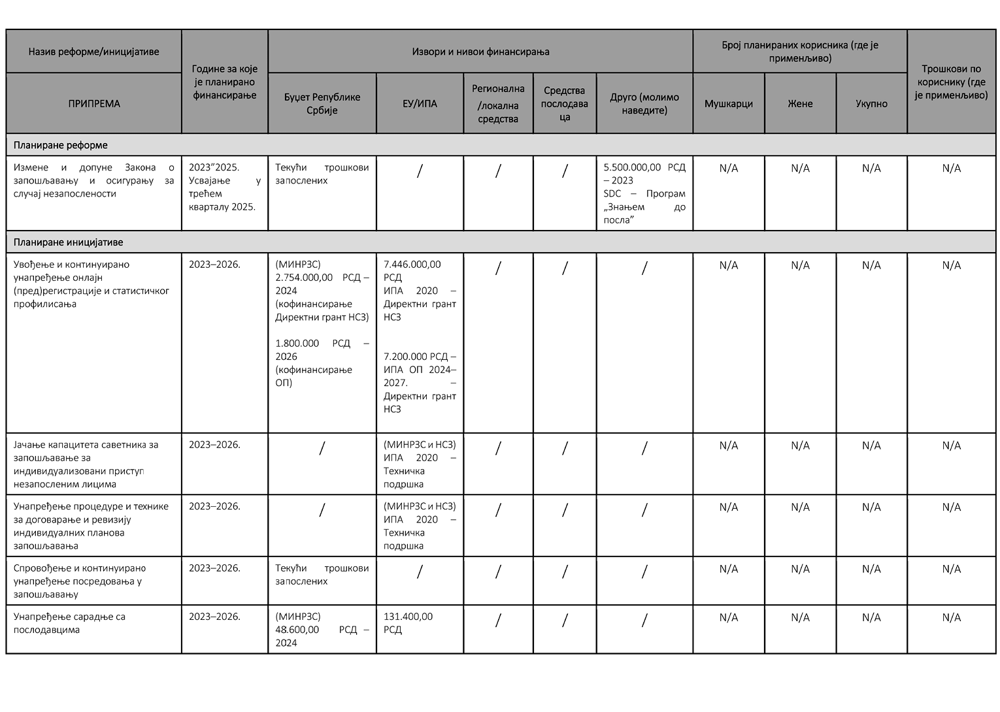 Назив реформе/иницијативе
Године за које
је планирано
финансирање
Извори и нивои финансирања
Број планираних корисника (где је
применљиво)
Трошкови по
кориснику (где
је применљиво)
ПРИПРЕМА
Буџет Републике
Србије
ЕУ/ИПА
Регионална
/локална
средства
Средства
послодава
ца
Друго (молимо
наведите)
Мушкарци
Жене
Укупно
Планиране реформе
Измене и допуне Закона о
запошљавању и осигурању за
случај незапослености
2023”2025.
Усвајање у
трећем
кварталу 2025.
Текући трошкови
запослених
/
/
/
5.500.000,00 РСД
– 2023
SDC – Програм
„Знањем до
посла”
N/A
N/A
N/A
N/A
Планиране иницијативе
Увођење и континуирано
унапређење онлајн
(пред)регистрације и статистичког
профилисања
2023–2026.
(МИНРЗС)
2.754.000,00 РСД –
2024
(кофинансирање
Директни грант НСЗ)
1.800.000 РСД –
2026
(кофинансирање
ОП)
7.446.000,00
РСД
ИПА 2020 –
Директни грант
НСЗ
7.200.000 РСД –
ИПА ОП 2024–
2027. –
Директни грант
НСЗ
/
/
/
N/A
N/A
N/A
N/A
Јачање капацитета саветника за
запошљавање за
индивидуализовани приступ
незапосленим лицима
2023–2026.
/
(МИНРЗС и НСЗ)
ИПА 2020 –
Техничка
подршка
/
/
/
N/A
N/A
N/A
N/A
Унапређење процедуре и технике
за договарање и ревизију
индивидуалних планова
запошљавања
2023–2026.
/
(МИНРЗС и НСЗ)
ИПА 2020 –
Техничка
подршка
/
/
/
N/A
N/A
N/A
N/A
Спровођење и континуирано
унапређење посредовања у
запошљавању
2023–2026.
Текући трошкови
запослених
/
/
/
/
N/A
N/A
N/A
N/A
Унапређење сарадње са
послодавцима
2023–2026.
(МИНРЗС)
48.600,00 РСД –
2024
131.400,00
РСД
/
/
/
N/A
N/A
N/A
N/A